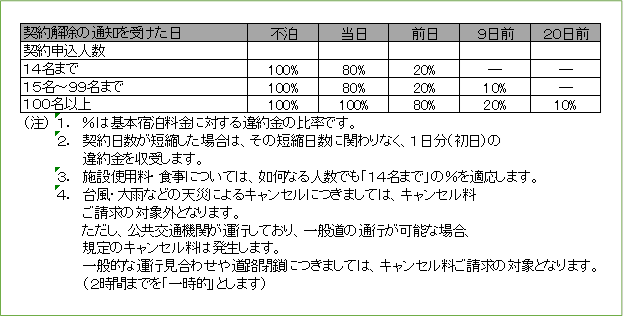 契約解除の通知を受けた日 不泊 当日 前日 9日前 20日前
契約申込人数
14名まで 100% 80% 20% ― ―
15名～99名まで 100% 80% 20% 10% ―
100名以上 100% 100% 80% 20% 10%
(注) 1. %は基本宿泊料金に対する違約金の比率です。
2. 契約日数が短縮した場合は、その短縮日数に関わりなく、1日分(初日)の
違約金を収受します。
3. 施設使用料・食事については、如何なる人数でも「14名まで」の%を適応します。
4. 台風・大雨などの天災によるキャンセルにつきましては、キャンセル料
ご請求の対象外となります。
ただし、公共交通機関が運行しており、一般道の通行が可能な場合、
規定のキャンセル料は発生します。
一般的な運行見合わせや道路閉鎖につきましては、キャンセル料ご請求の対象となります。
(2時間までを「一時的」とします)